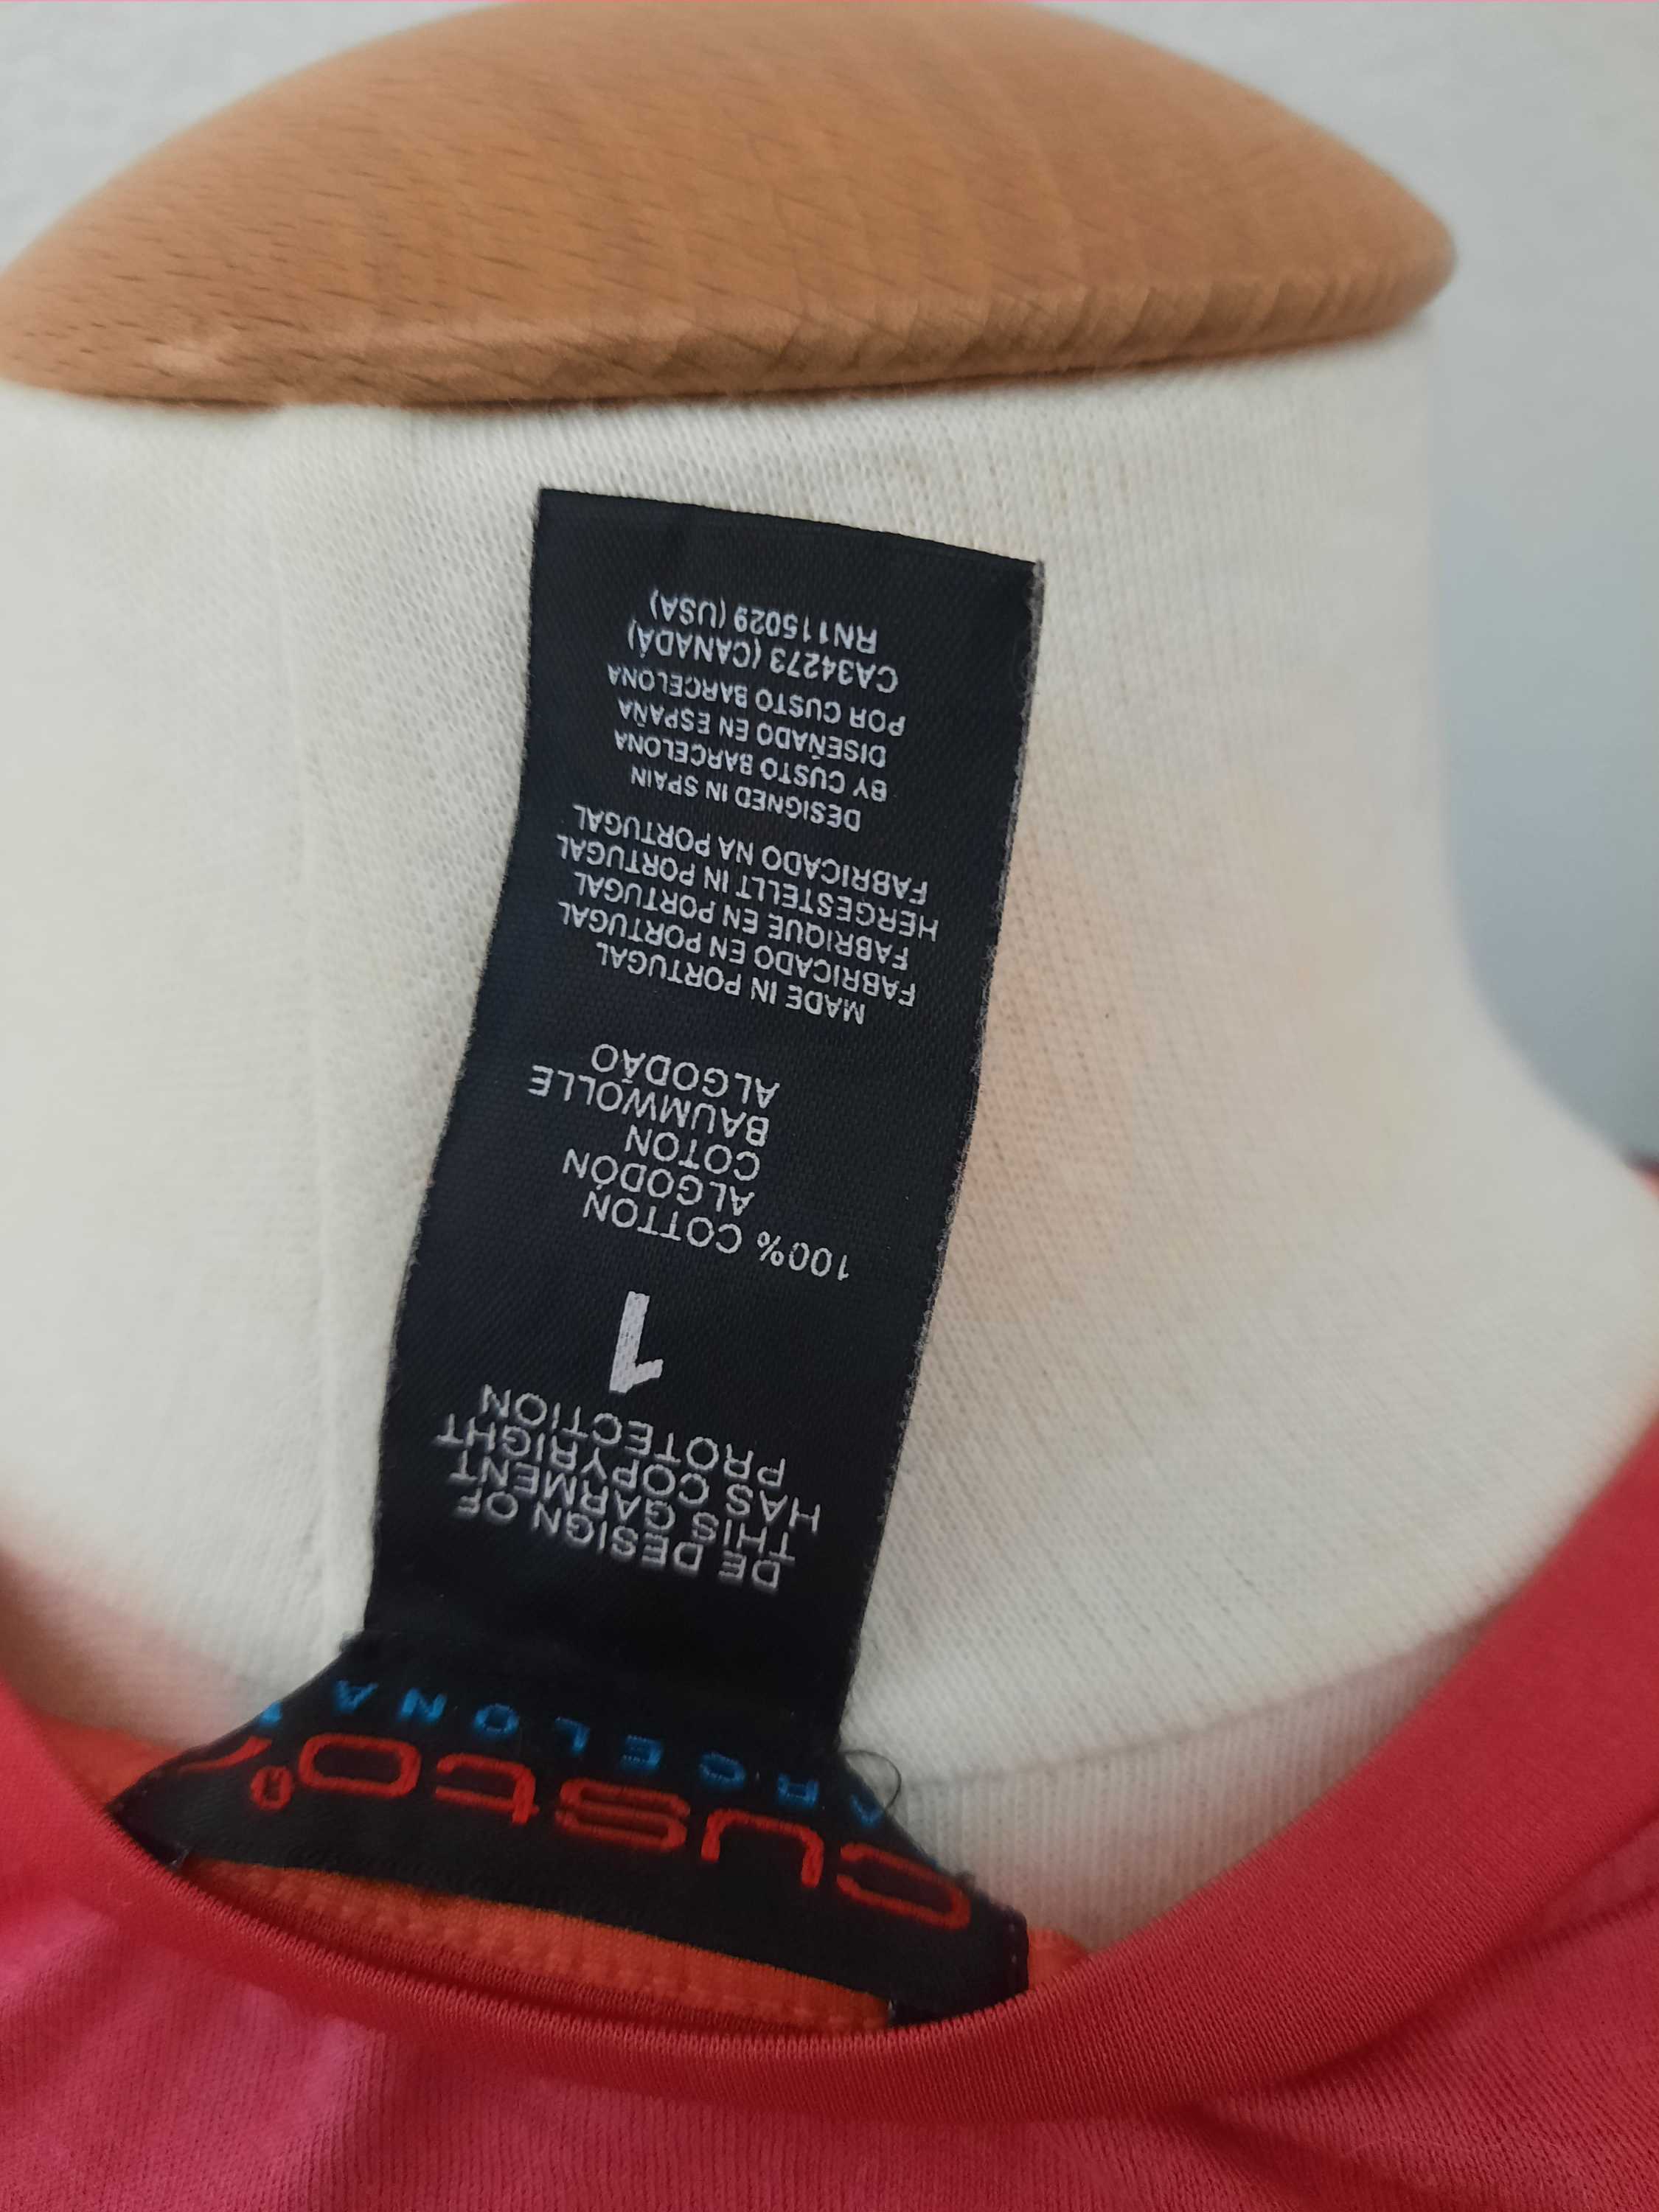 custo
BARCELONA
DE DESIGN OF
THIS GARMENT
HAS COPYRIGHT
PROTECTION
1
100% COTTON
ALGODÓN
COTON
BAUMWOLLE
ALGODÃO
MADE IN PORTUGAL
FABRICADO EN PORTUGAL
FABRIQUE EN PORTUGAL
HERGESTELLT IN PORTUGAL
FABRICADO NA PORTUGAL
DESIGNED IN SPAIN
BY CUSTO BARCELONA
DISEÑADO EN ESPAÑA
POR CUSTO BARCELONA
CA34273 (CANADÁ)
RN115029 (USA)